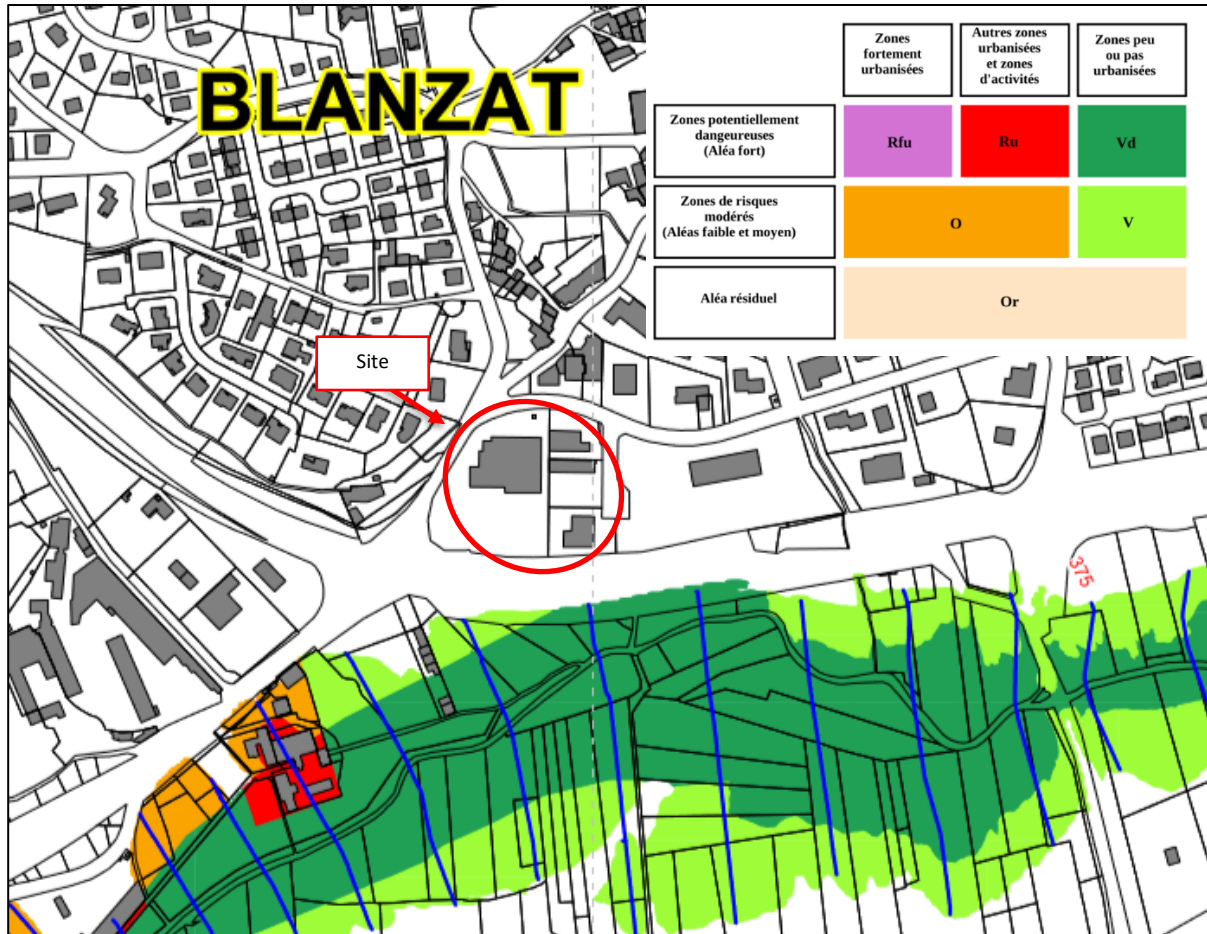 BLANZAT
Zones
fortement
urbanisées
Autres zones
urbanisées
et zones
d'activités
Zones peu
ou pas
urbanisées
Zones potentiellement
dangeureuses
(Aléa fort)
Rfu
Ru
Vd
Zones de risques
modérés
(Aléas faible et moyen)
O
V
Aléa résiduel
Or
Site
375